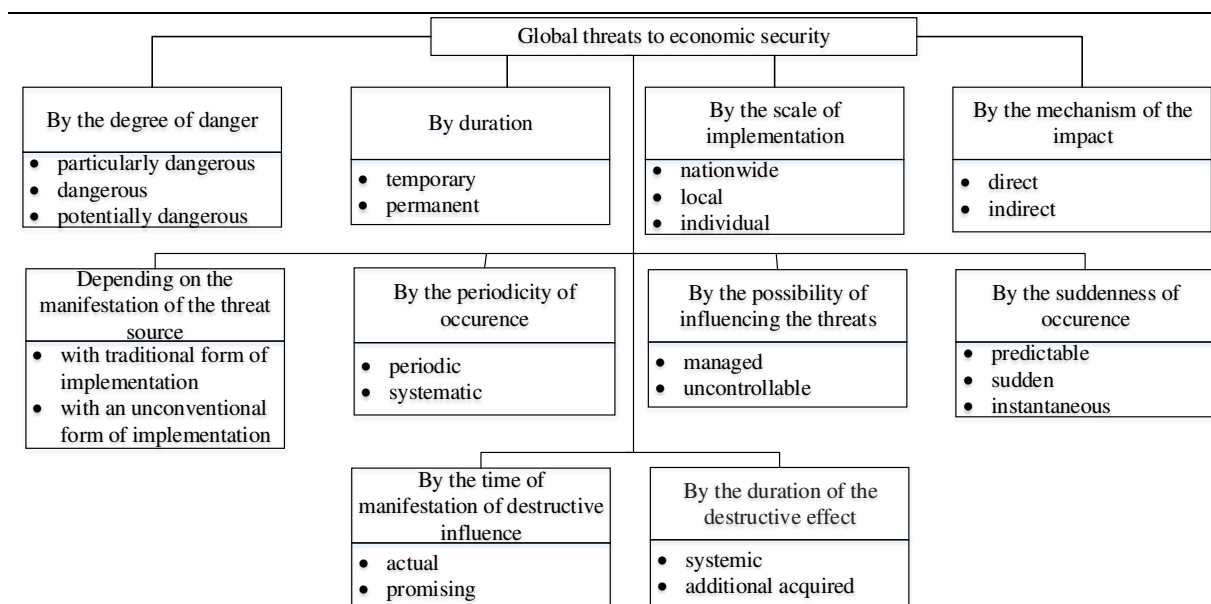 Global threats to economic security
By the degree of danger
• particularly dangerous
• dangerous
• potentially dangerous
By duration
• temporary
• permanent
By the scale of
implementation
• nationwide
• local
• individual
By the mechanism of the
impact
• direct
• indirect
Depending on the
manifestation of the threat
source
• with traditional form of
implementation
• with an unconventional
form of implementation
By the periodicity of
occurence
• periodic
• systematic
By the possibility of
influencing the threats
• managed
• uncontrollable
By the suddenness of
occurence
• predictable
• sudden
• instantaneous
By the time of
manifestation of destructive
influence
• actual
• promising
By the duration of the
destructive effect
• systemic
• additional acquired